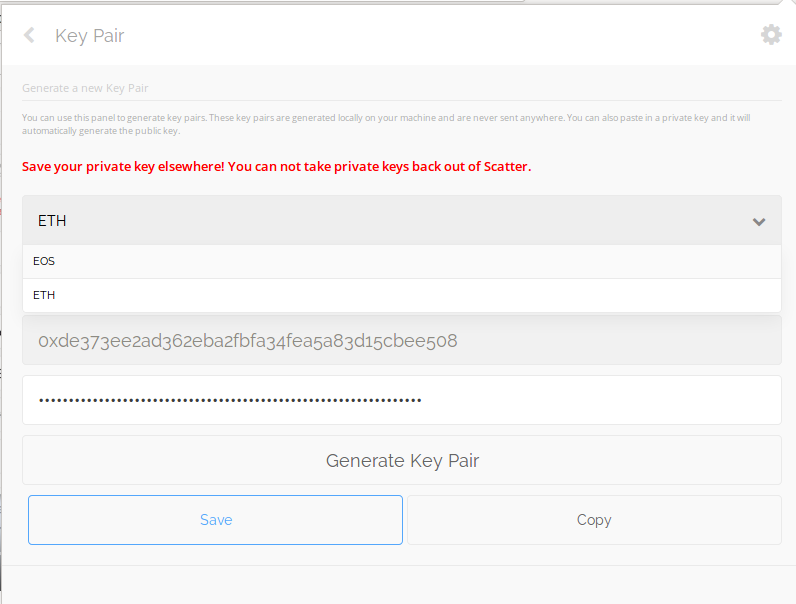 Key Pair
Generate a new Key Pair
You can use this panel to generate key pairs. These key pairs are generated locally on your machine and are never sent anywhere. You can also paste in a private key and it will
automatically generate the public key.
Save your private key elsewhere! You can not take private keys back out of Scatter.
ETH
EOS
ETH
0xde373ee2ad362eba2fbfa34fea5a83d15cbee508
Generate Key Pair
Save
Copy